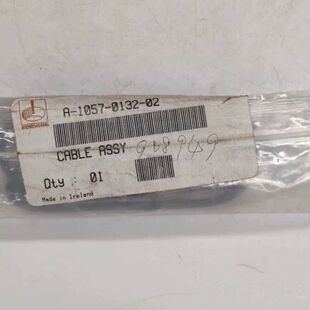 A-1057-0132-02
CABLE ASSY
Qty : 01
Made in Ireland